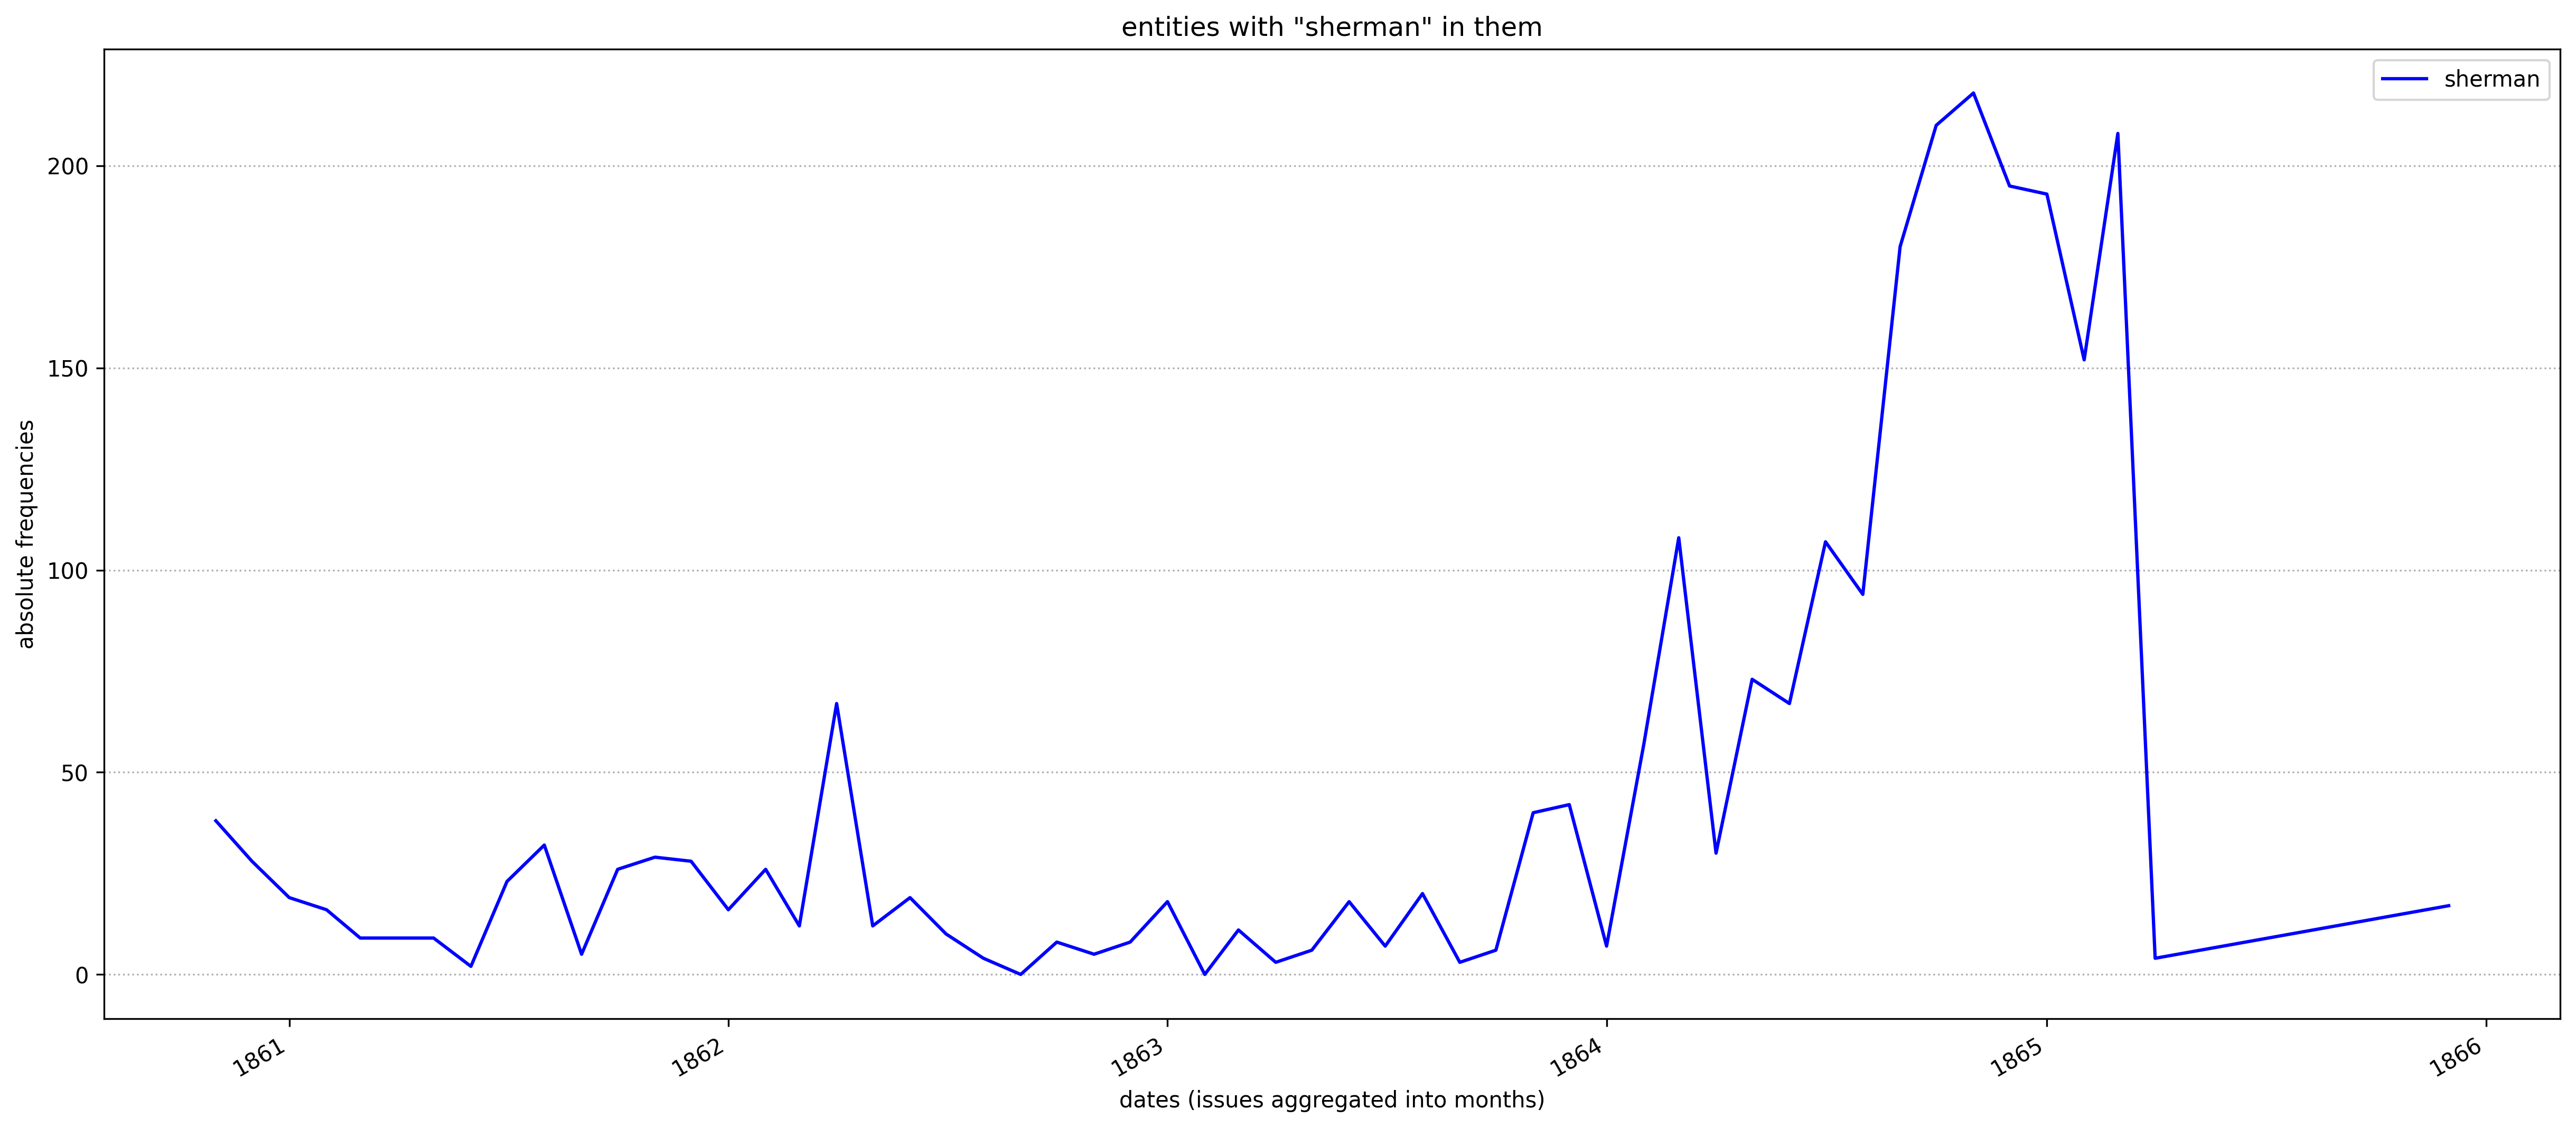 entities with "sherman" in them
sherman
absolute frequencies
200
150
100
50
0
1861
1862
1863
1864
1865
1866
dates (issues aggregated into months)